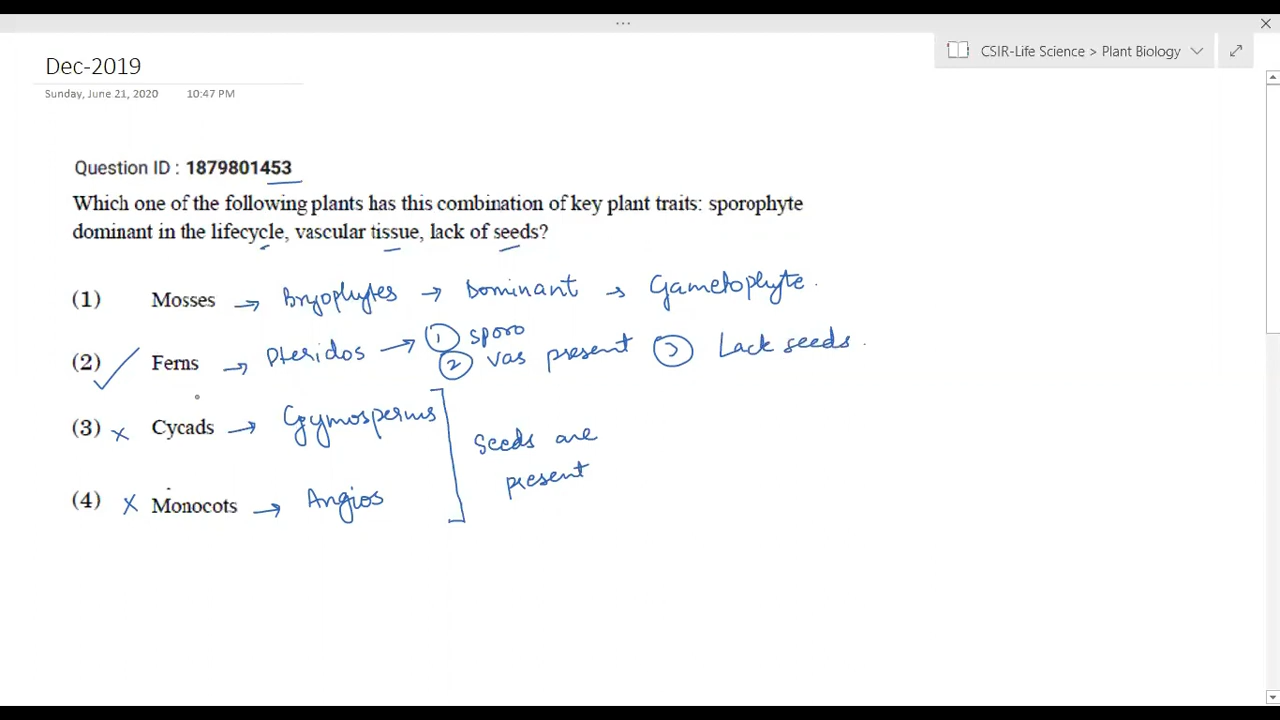 CSIR-Life Science > Plant Biology
Dec-2019
Sunday, June 21, 2020 10:47 PM
Question ID : 1879801453
Which one of the following plants has this combination of key plant traits: sporophyte
dominant in the lifecycle, vascular tissue, lack of seeds?
(1) Mosses → Bryophytes → Dominant → Gametophyte.
(2) Ferns → Pteridos → ① sporo
② vas present ③ Lack seeds.
(3) x Cycads → Gymosperms
Seeds are
present
(4) x Monocots → Angios